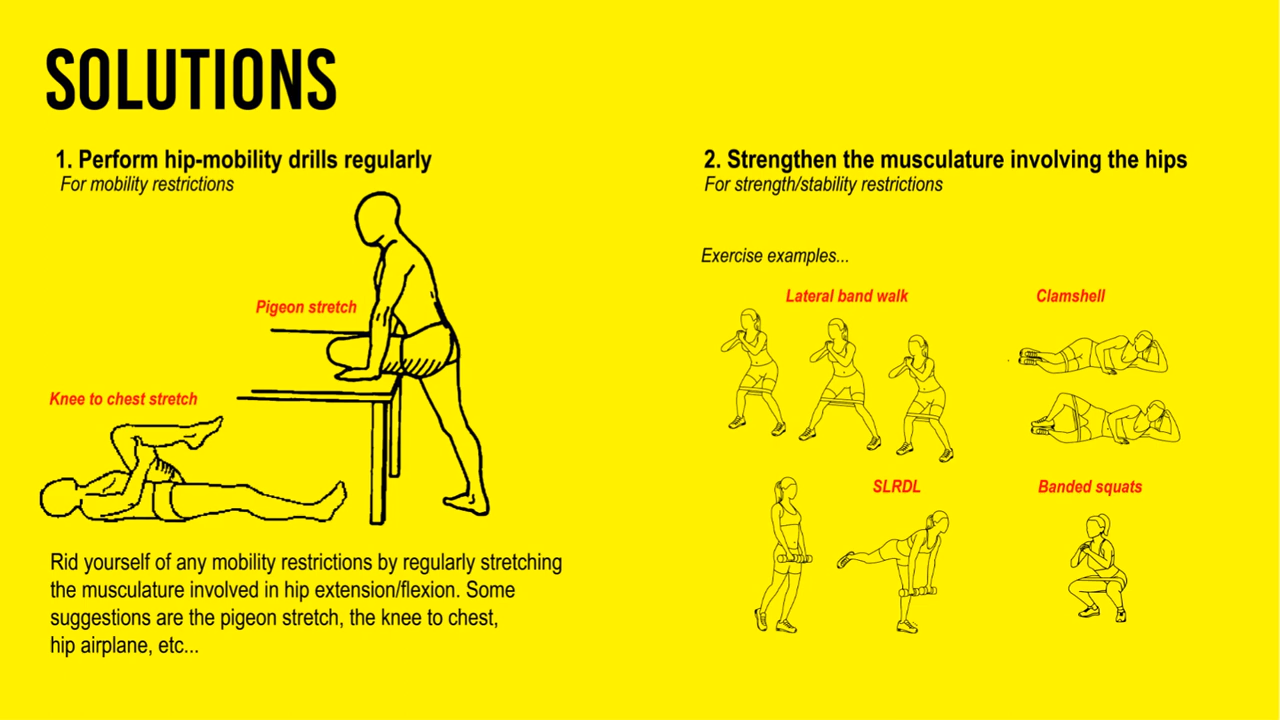 SOLUTIONS
1. Perform hip-mobility drills regularly
For mobility restrictions
Pigeon stretch
Knee to chest stretch
Rid yourself of any mobility restrictions by regularly stretching
the musculature involved in hip extension/flexion. Some
suggestions are the pigeon stretch, the knee to chest,
hip airplane, etc...
2. Strengthen the musculature involving the hips
For strength/stability restrictions
Exercise examples...
Lateral band walk
Clamshell
SLRDL
Banded squats